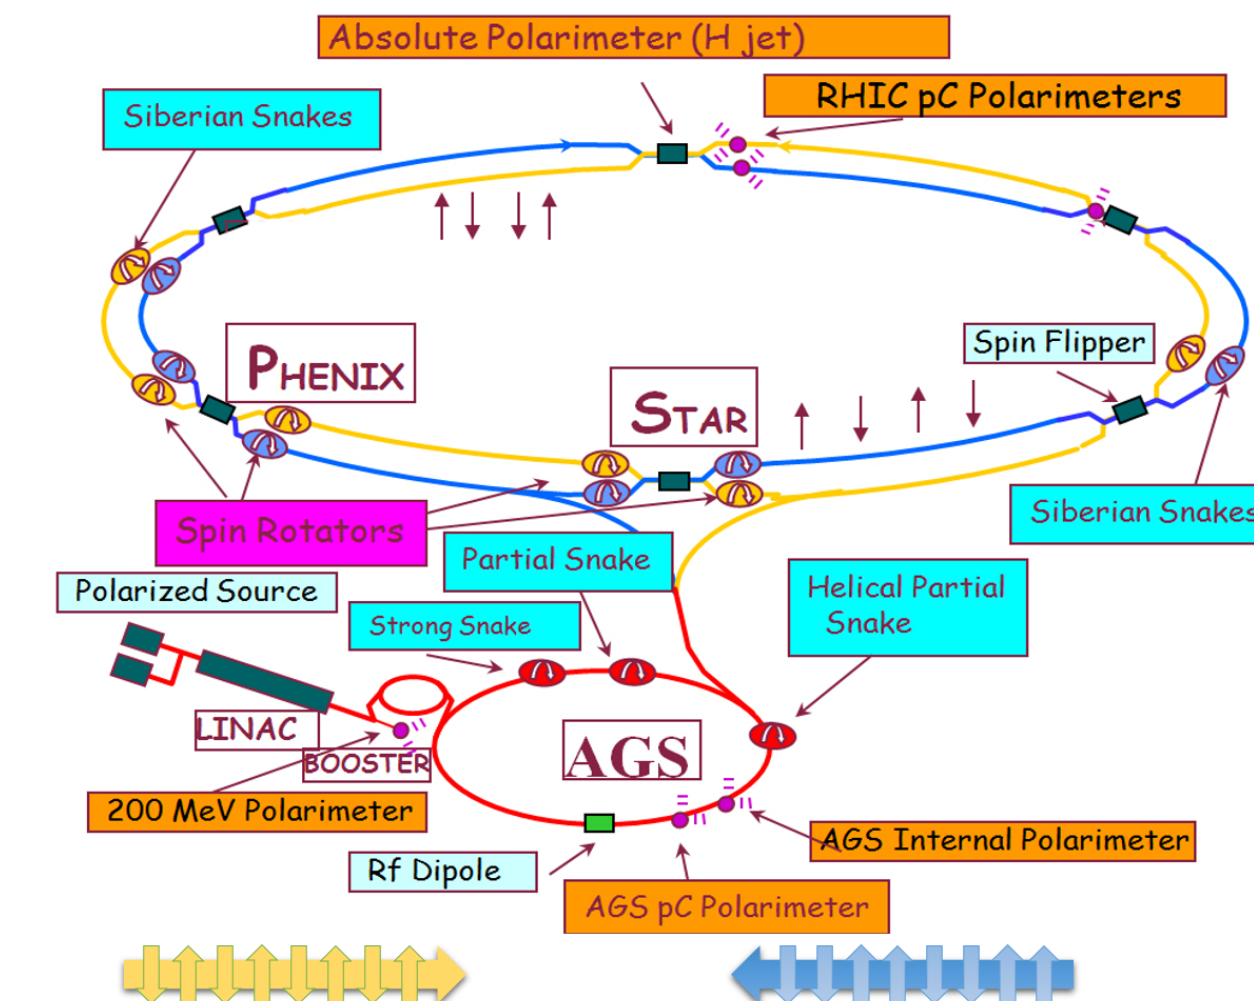 Absolute Polarimeter (H jet)
RHIC pC Polarimeters
Siberian Snakes
PHENIX
Spin Flipper
STAR
Siberian Snakes
Spin Rotators
Partial Snake
Helical Partial
Snake
Polarized Source
Strong Snake
LINAC
BOOSTER
AGS
200 MeV Polarimeter
AGS Internal Polarimeter
Rf Dipole
AGS pC Polarimeter